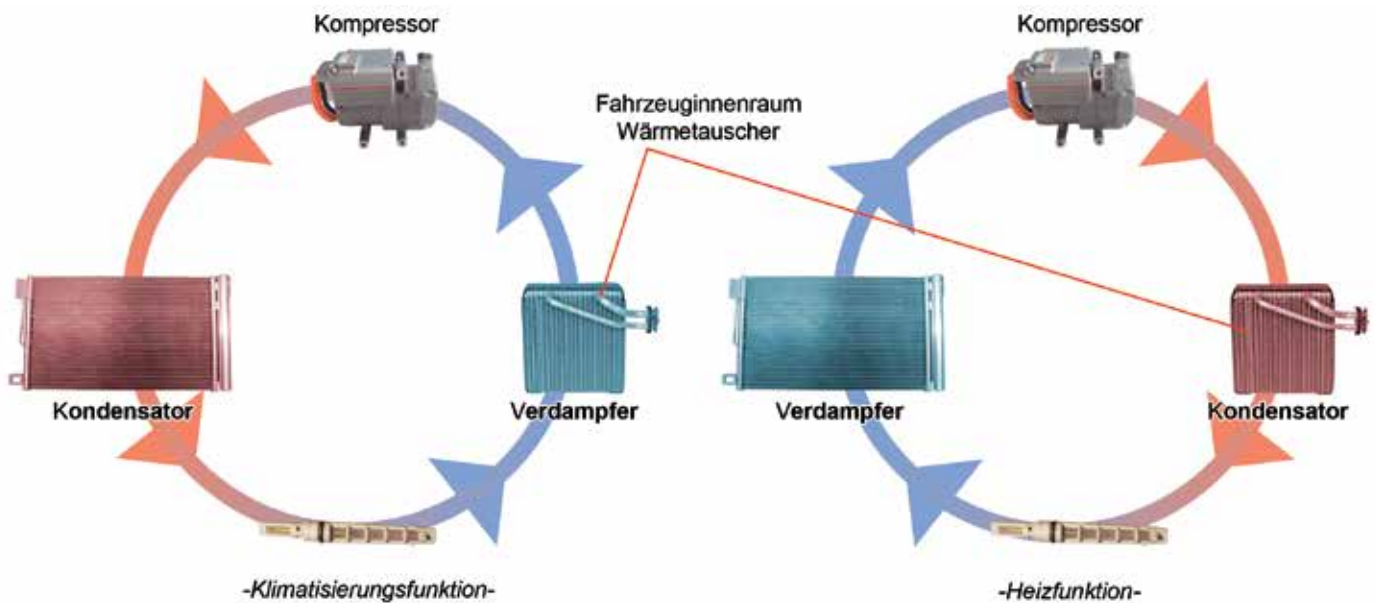 Kompressor
Kompressor
Fahrzeuginnenraum
Wärmetauscher
Kondensator
Verdampfer
Verdampfer
Kondensator
-Klimatisierungsfunktion-
-Heizfunktion-